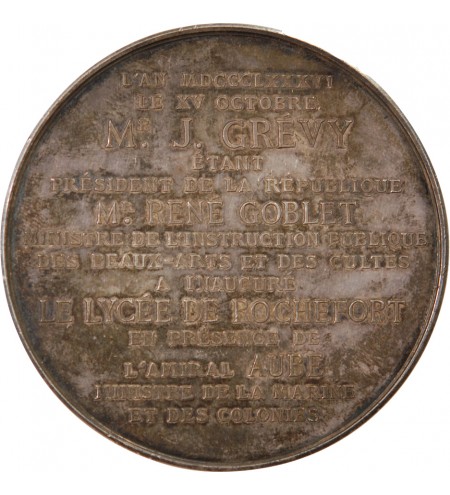 L'AN MDCCCLXXXVI
LE XV OCTOBRE,
MR. J. GRÉVY
ÉTANT
PRÉSIDENT DE LA RÉPUBLIQUE
MR. RENÉ GOBLET
MINISTRE DE L'INSTRUCTION PUBLIQUE
DES BEAUX-ARTS ET DES CULTES
A INAUGURÉ
LE LYCÉE DE ROCHEFORT
EN PRÉSENCE DE
L'AMIRAL AUBE
MINISTRE DE LA MARINE
ET DES COLONIES.